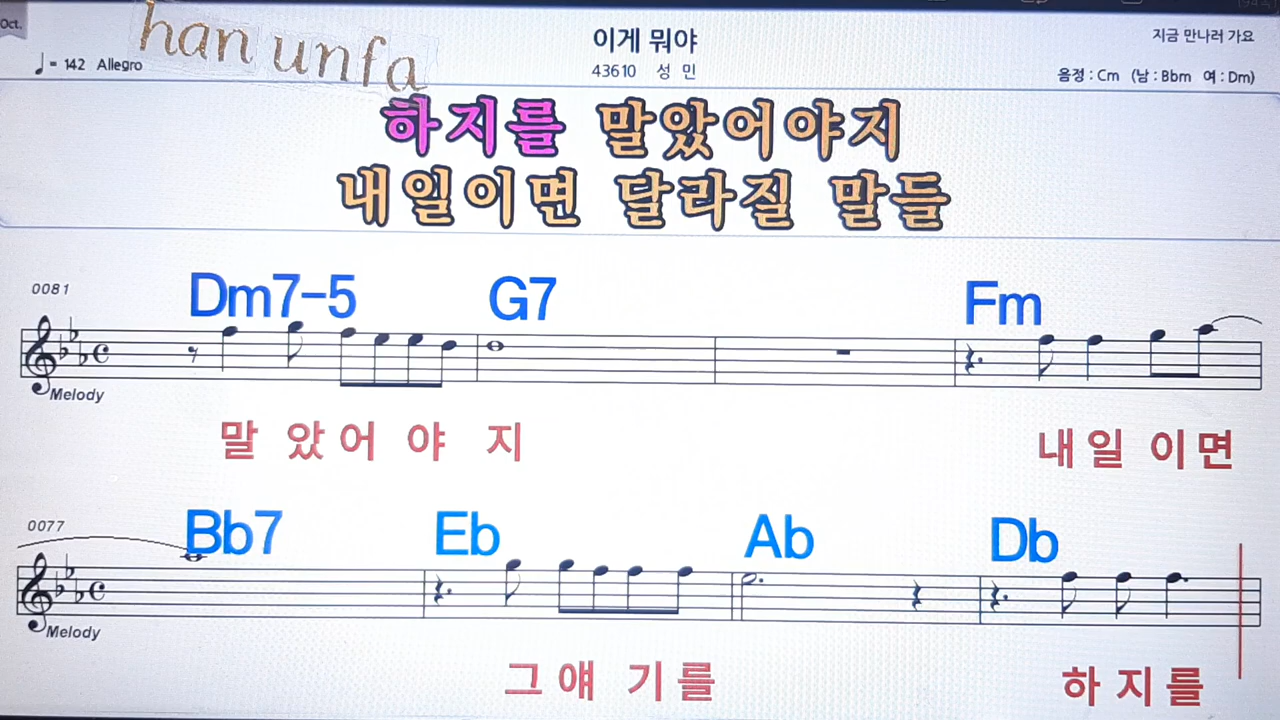 Oct.
han unfa
이게 뭐야
지금 만나러 가요
♩= 142 Allegro
43610 성 민
음정 : Cm (남 : Bbm 여 : Dm)
하지를 말았어야지
내일이면 달라질 말들
0081
Dm7-5 G7 Fm
Melody
말 았 어 야 지 내 일 이 면
0077
Bb7 Eb Ab Db
Melody
그 얘 기 를 하 지 를